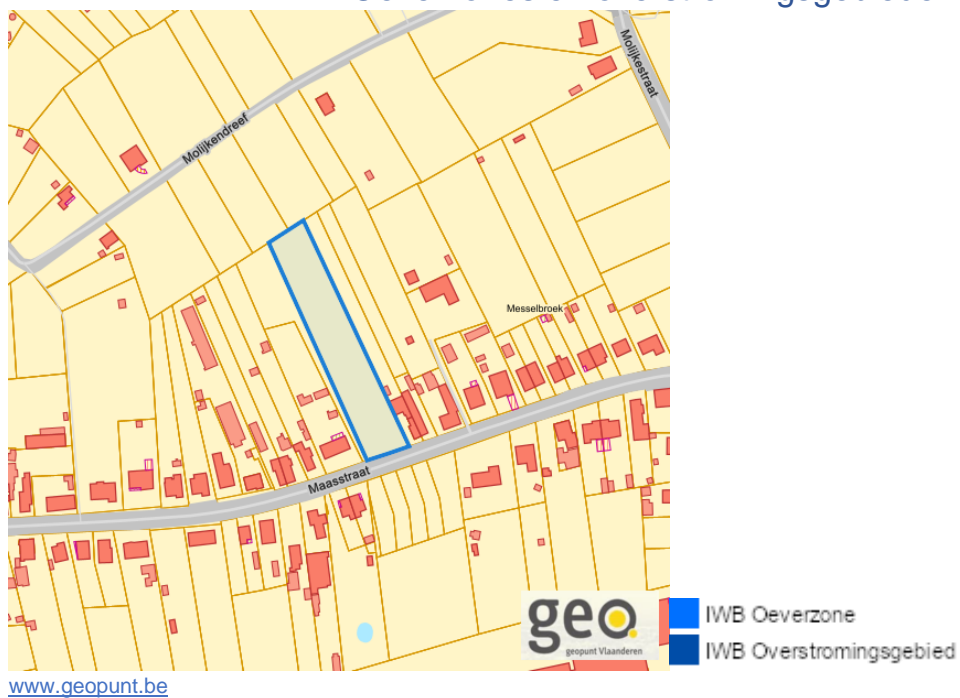 Molijkestraat
Molijkendreef
Messelbroek
Maasstraat
geo
geopunt Vlaanderen
IWB Oeverzone
IWB Overstromingsgebied
www.geopunt.be